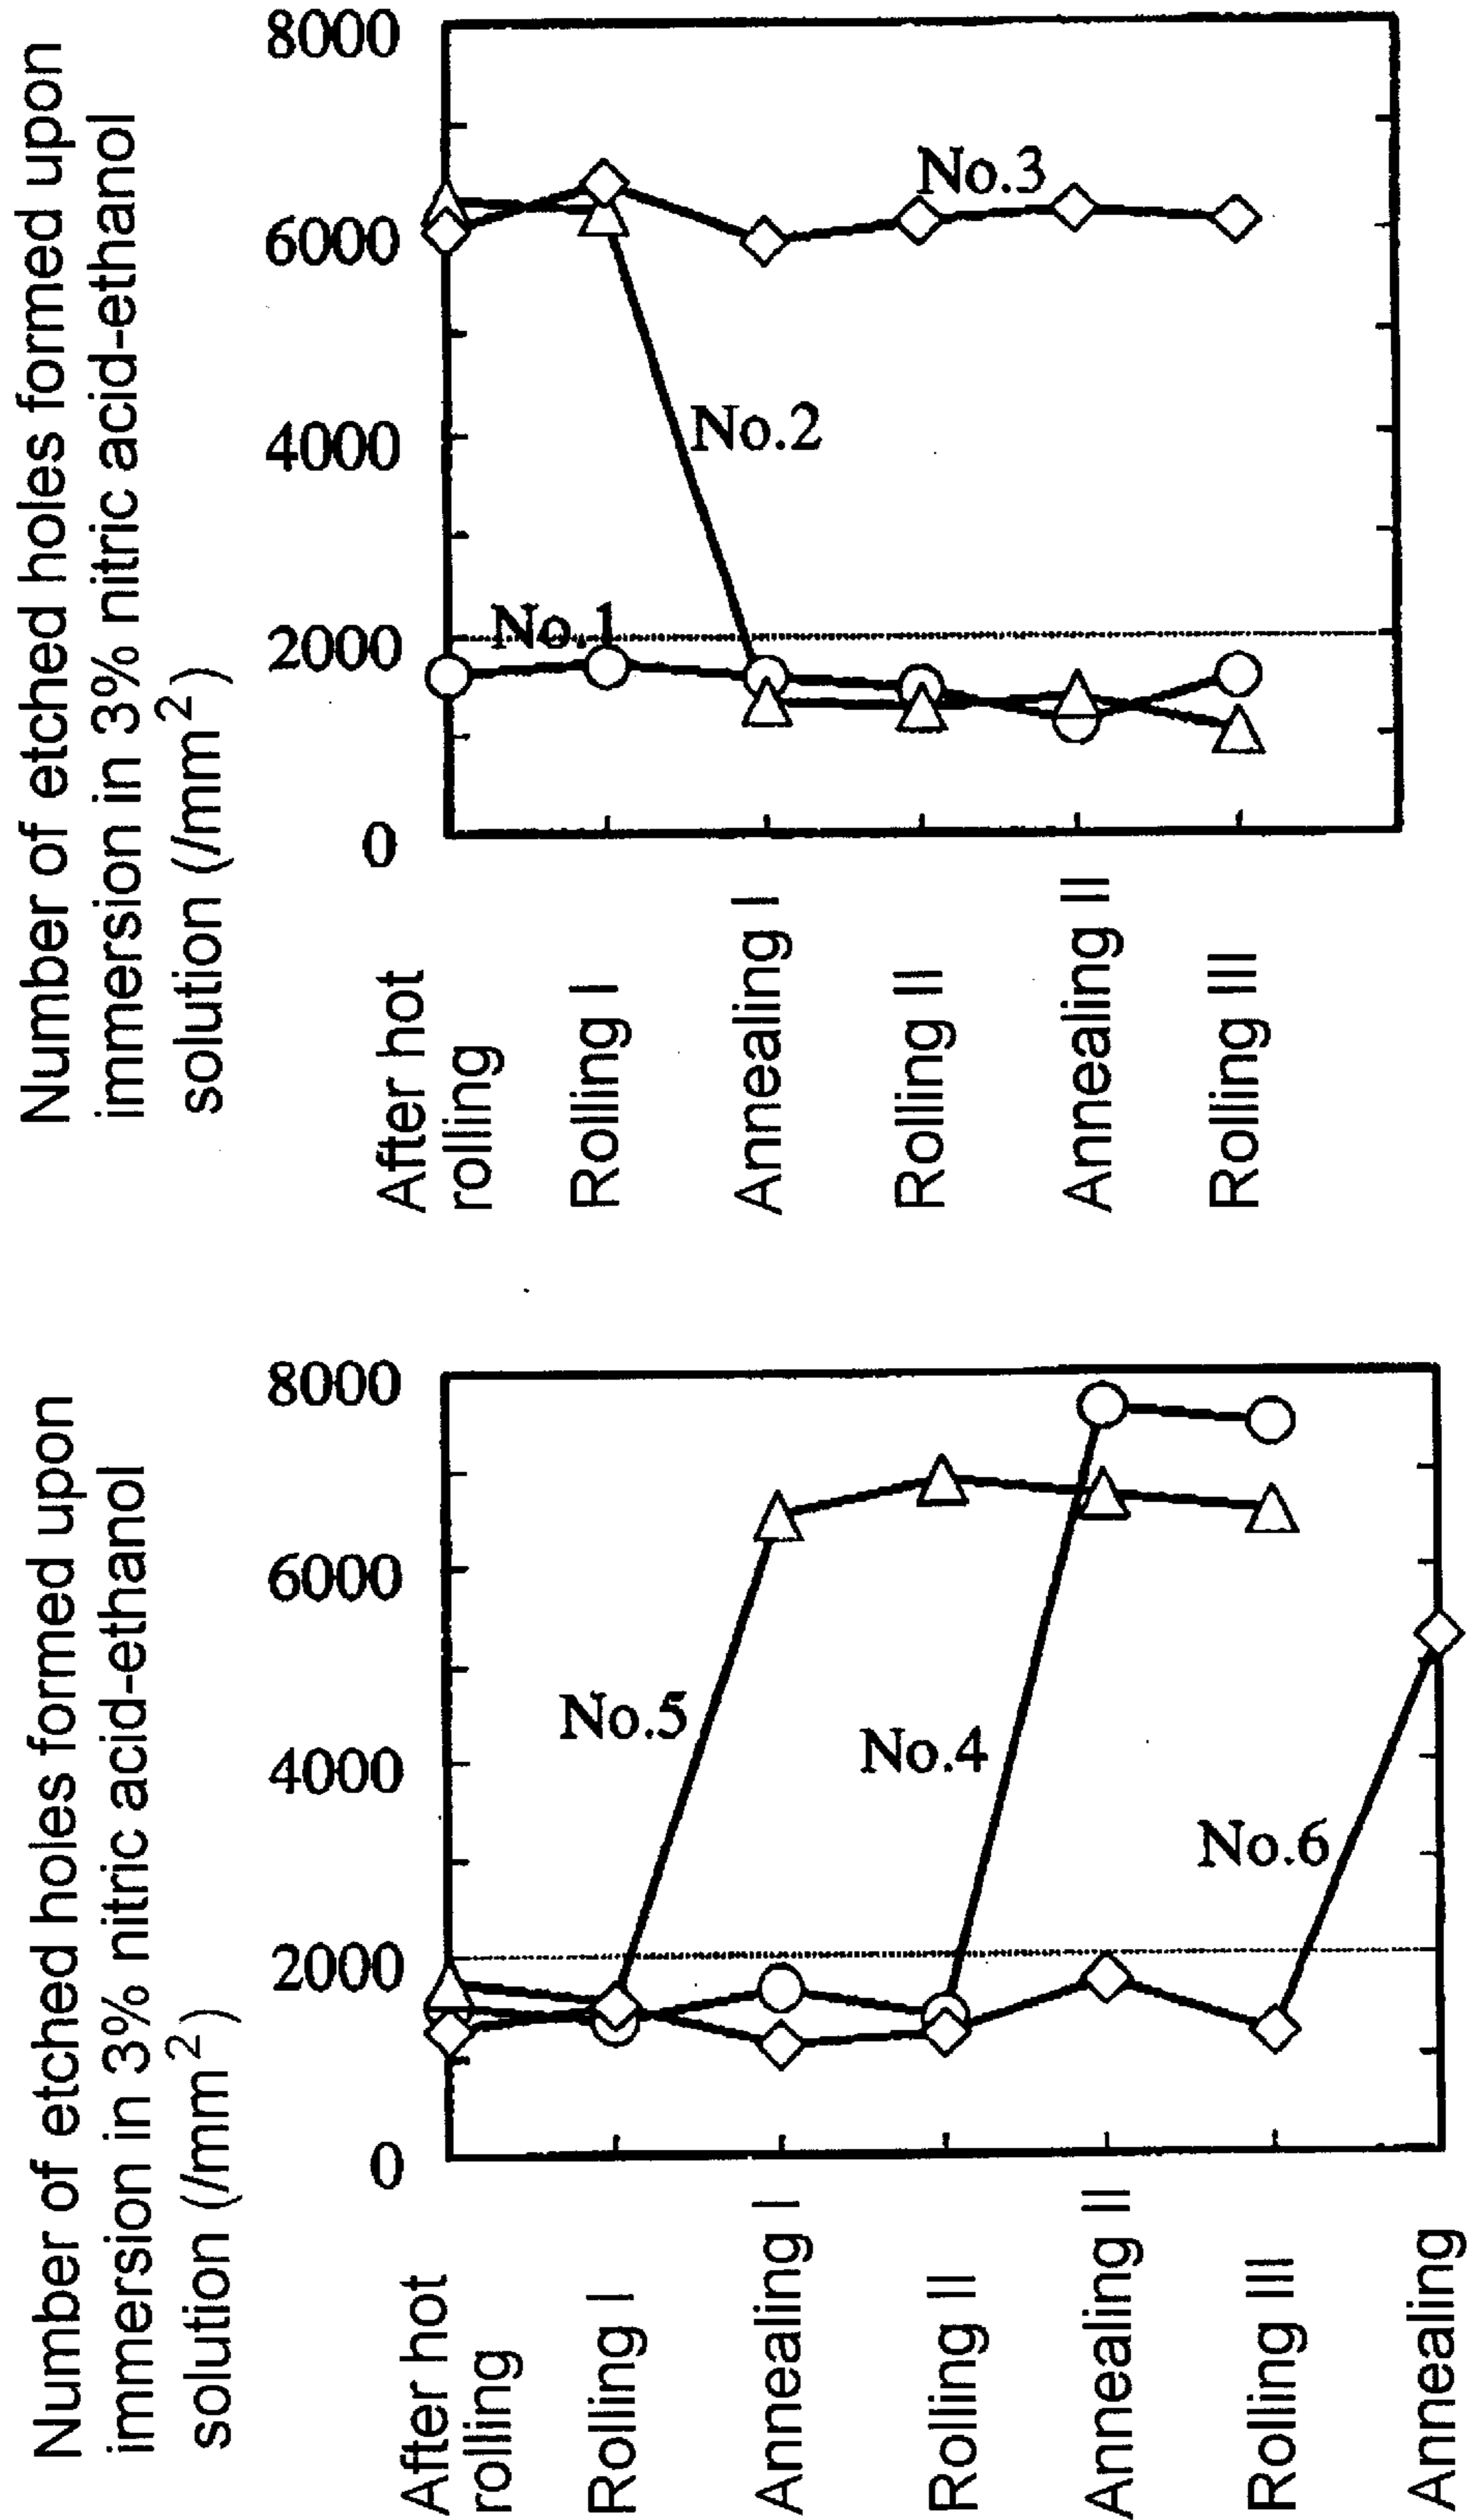 Number of etched holes formed upon
immersion in 3% nitric acid-ethanol
solution (/mm²)
8000
6000
4000
2000
0
No.3
No.2
No.1
After hot
rolling
Rolling I
Annealing I
Rolling II
Annealing II
Rolling III
Number of etched holes formed upon
immersion in 3% nitric acid-ethanol
solution (/mm²)
8000
6000
4000
2000
0
No.5
No.4
No.6
After hot
rolling
Rolling I
Annealing I
Rolling II
Annealing II
Rolling III
Annealing